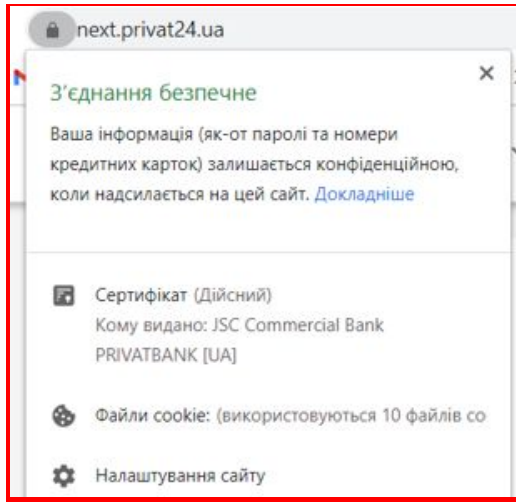 next.privat24.ua
З’єднання безпечне
Ваша інформація (як-от паролі та номери
кредитних карток) залишається конфіденційною,
коли надсилається на цей сайт. Докладніше
Сертифікат (Дійсний)
Кому видано: JSC Commercial Bank
PRIVATBANK [UA]
Файли cookie: (використовуються 10 файлів co
Налаштування сайту